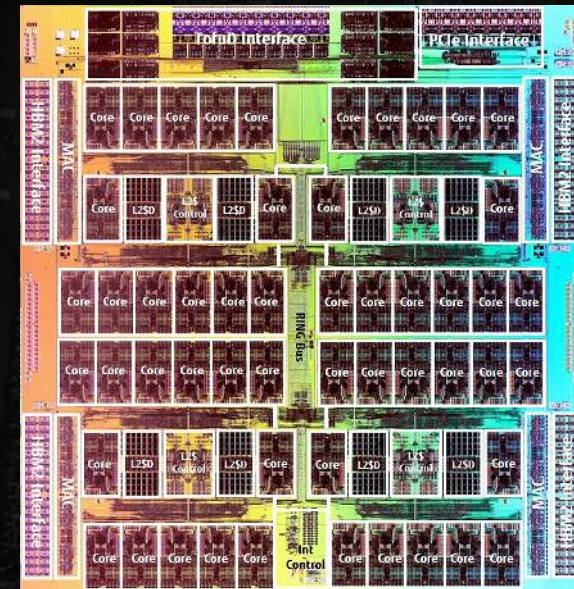 TofuD Interface PCIe Interface
HBM2 Interface MAC Core Core Core Core Core Core Core Core Core Core MAC HBM2 Interface
Core L2$D L2$ Control L2$D Core Core L2$D L2$ Control L2$D Core
Core Core Core Core Core Core Core Core Core Core Core Core
RING Bus
Core Core Core Core Core Core Core Core Core Core Core Core
HBM2 Interface MAC Core L2$D L2$ Control L2$D Core Core L2$D L2$ Control L2$D Core MAC HBM2 Interface
Core Core Core Core Core Int Control Core Core Core Core Core